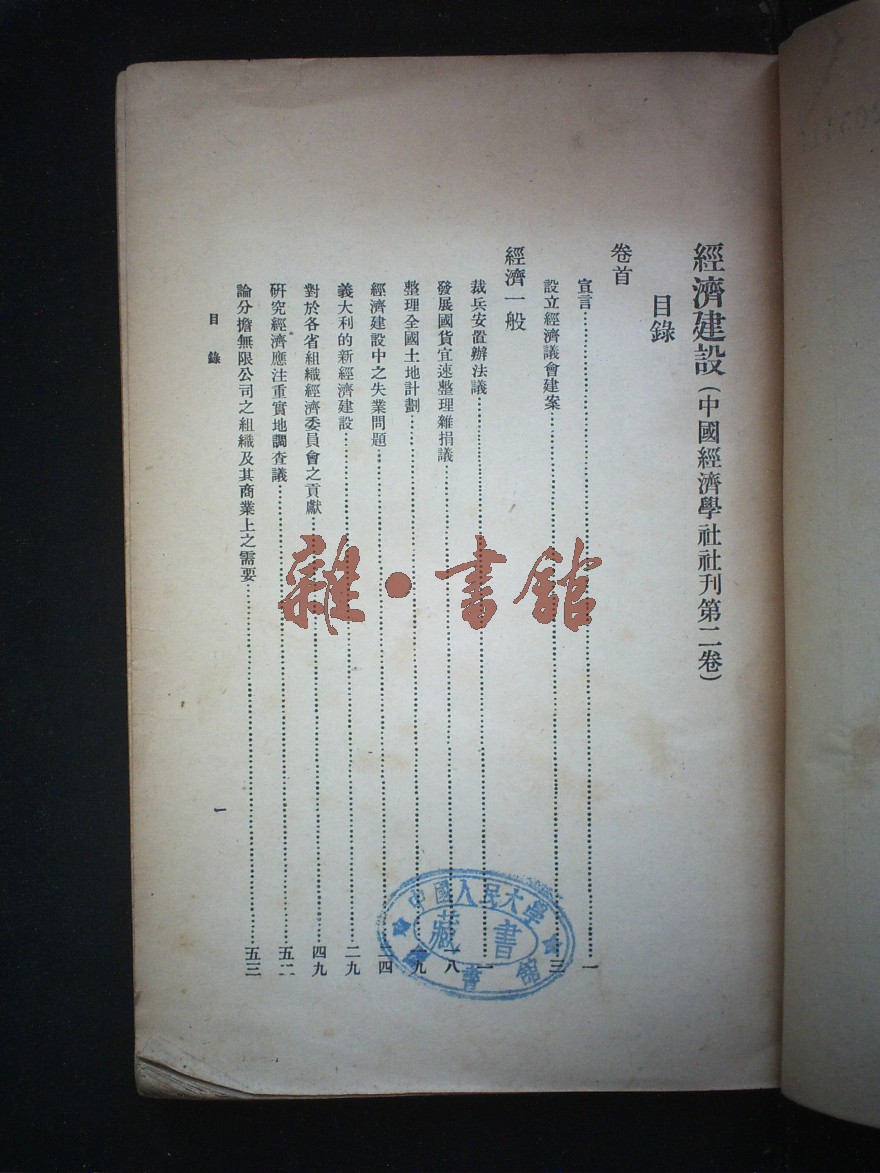 經濟建設(中國經濟學社社刊第二卷)
目錄
卷首
宣言…一
設立經濟議會建案…三
經濟一般
裁兵安置辦法議…一
發展國貨宜速整理雜捐議…一八
整理全國土地計劃…一九
經濟建設中之失業問題…二四
義大利的新經濟建設…二九
對於各省組織經濟委員會之貢獻…四九
研究經濟應注重實地調查議…五二
論分擔無限公司之組織及其商業上之需要…五三
目錄
一
雜·書館
中國人民大學
藏書
書館